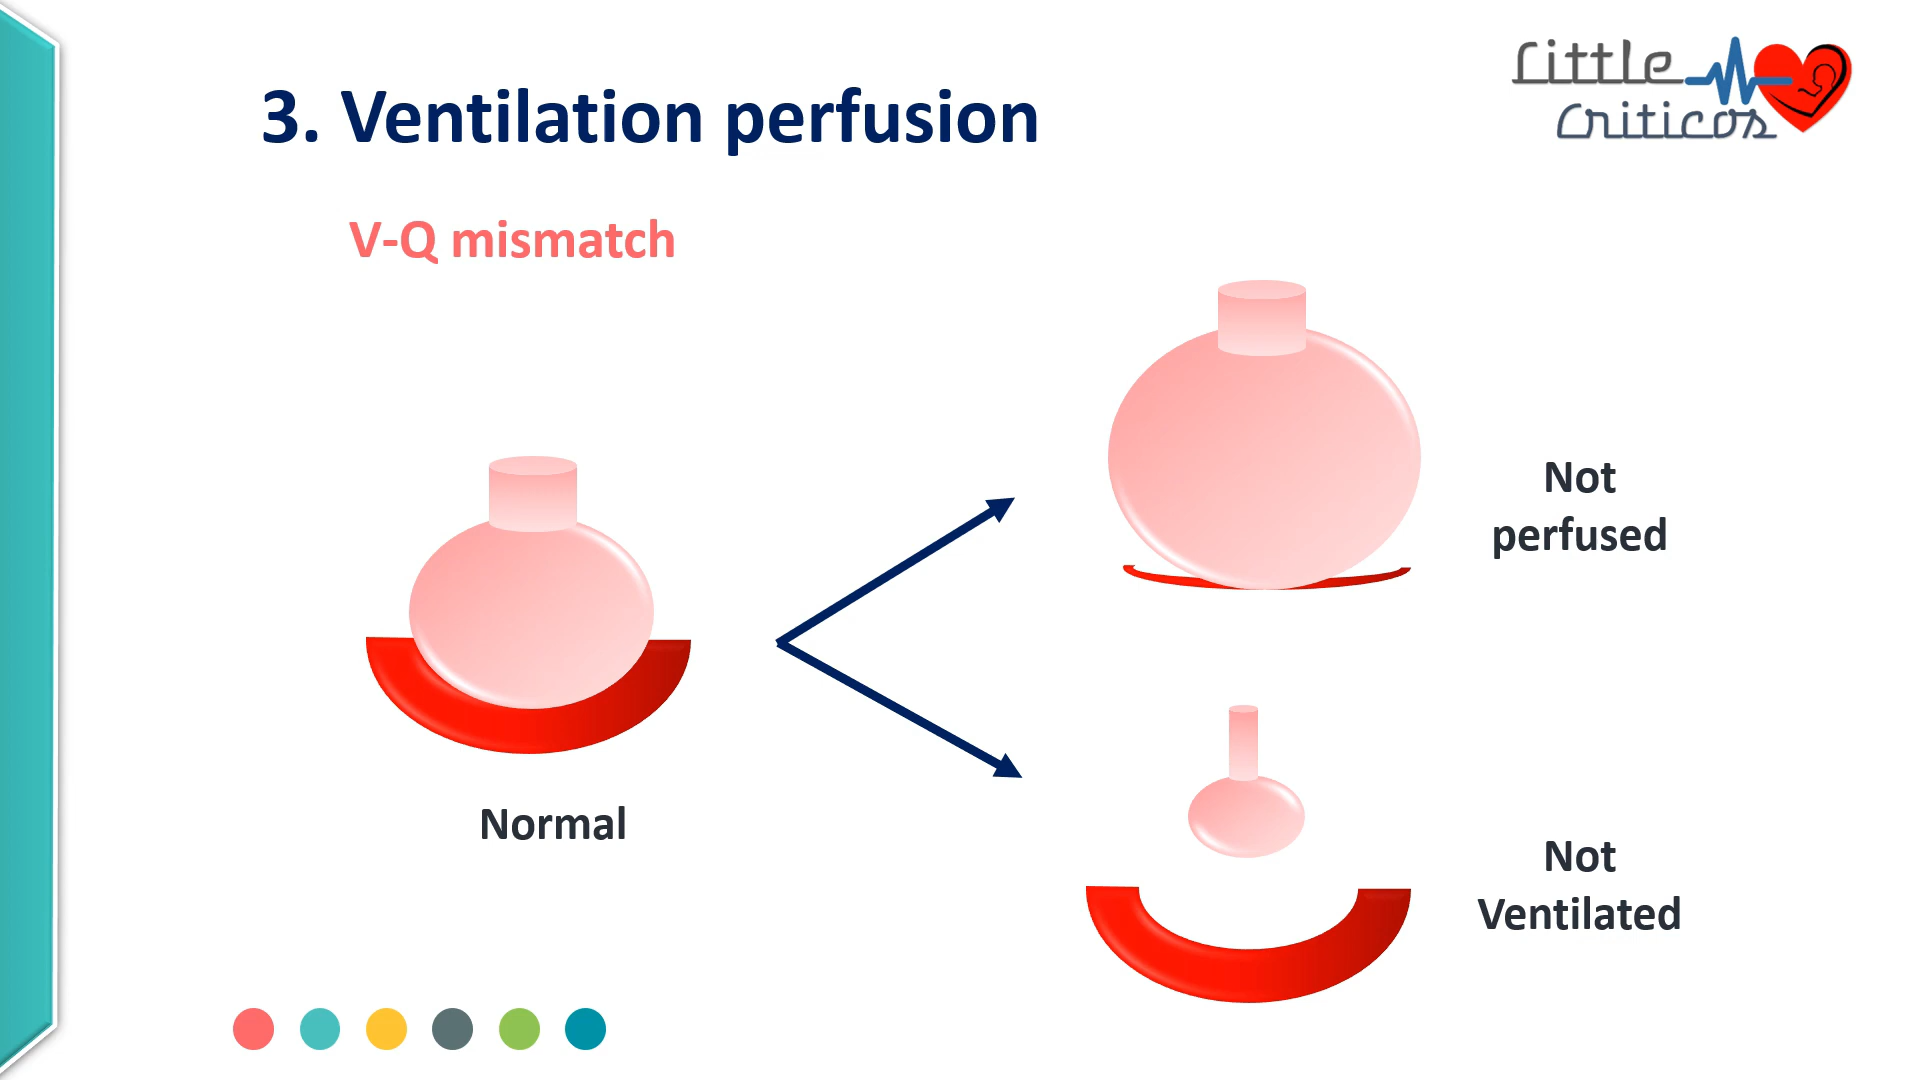 Little
Criticos
3. Ventilation perfusion
V-Q mismatch
Not
perfused
Normal
Not
Ventilated